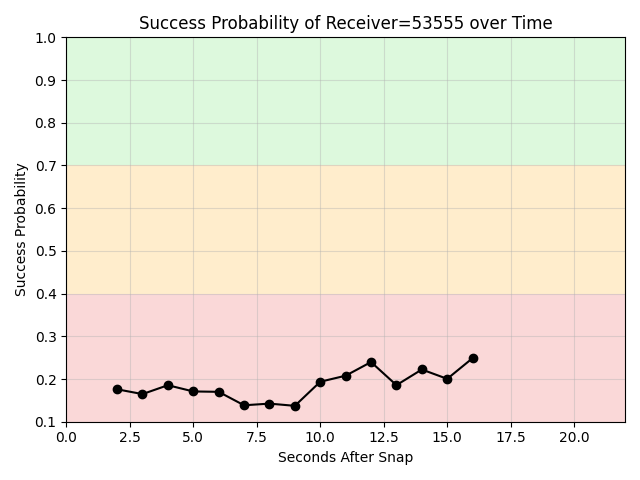 Success Probability of Receiver=53555 over Time
1.0
0.9
0.8
0.7
0.6
0.5
0.4
0.3
0.2
0.1
Success Probability
0.0 2.5 5.0 7.5 10.0 12.5 15.0 17.5 20.0
Seconds After Snap